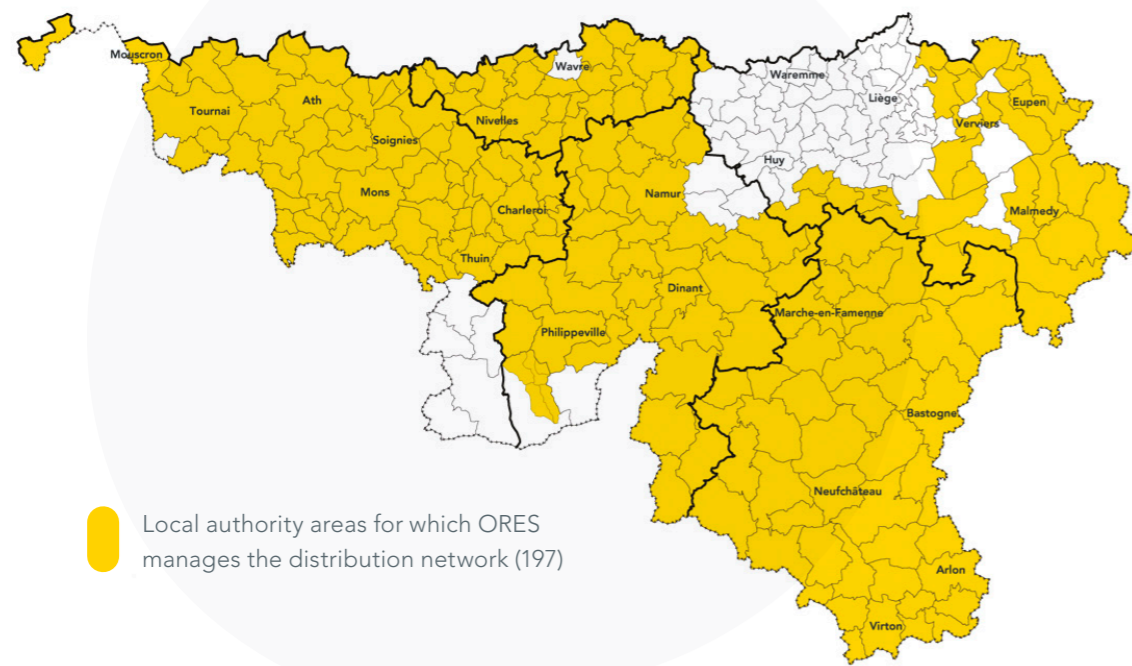 Mouscron
Wavre
Waremme
Tournai
Ath
Liège
Eupen
Nivelles
Verviers
Soignies
Huy
Mons
Namur
Charleroi
Malmedy
Thuin
Dinant
Marche-en-Famenne
Philippeville
Bastogne
Neufchâteau
Local authority areas for which ORES
manages the distribution network (197)
Arlon
Virton